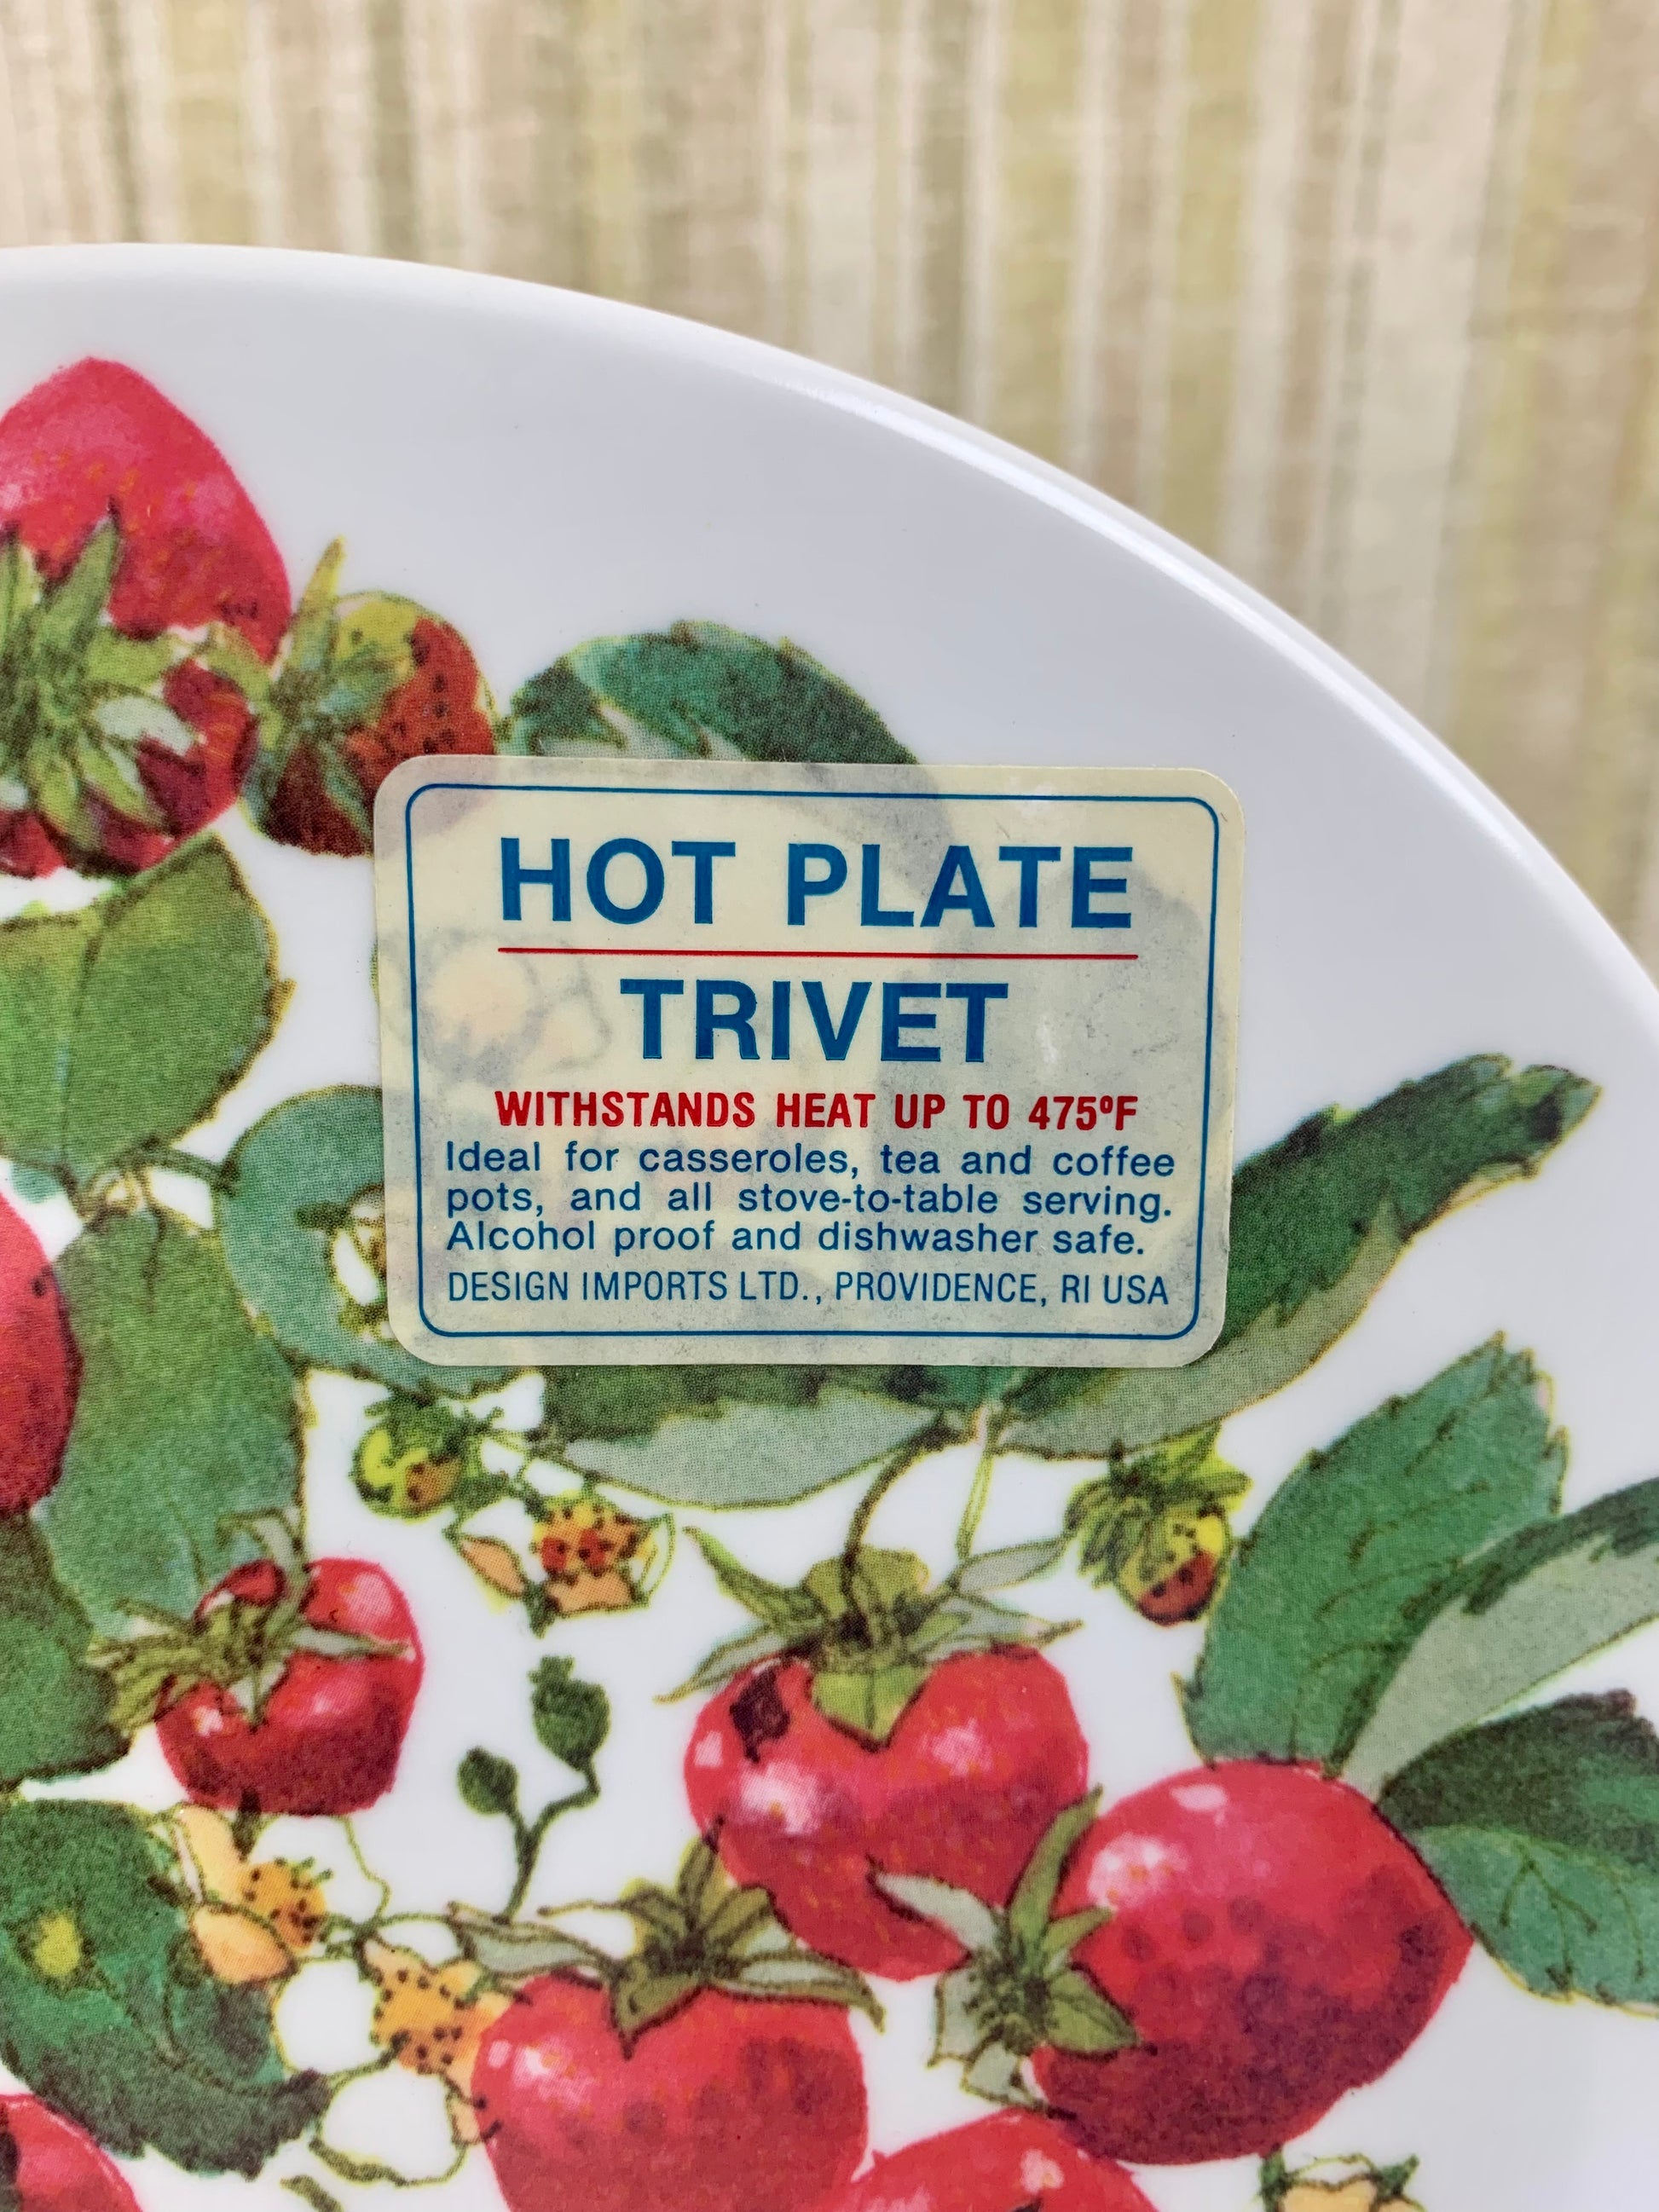 HOT PLATE
TRIVET
WITHSTANDS HEAT UP TO 475ºF
Ideal for casseroles, tea and coffee
pots, and all stove-to-table serving.
Alcohol proof and dishwasher safe.
DESIGN IMPORTS LTD., PROVIDENCE, RI USA